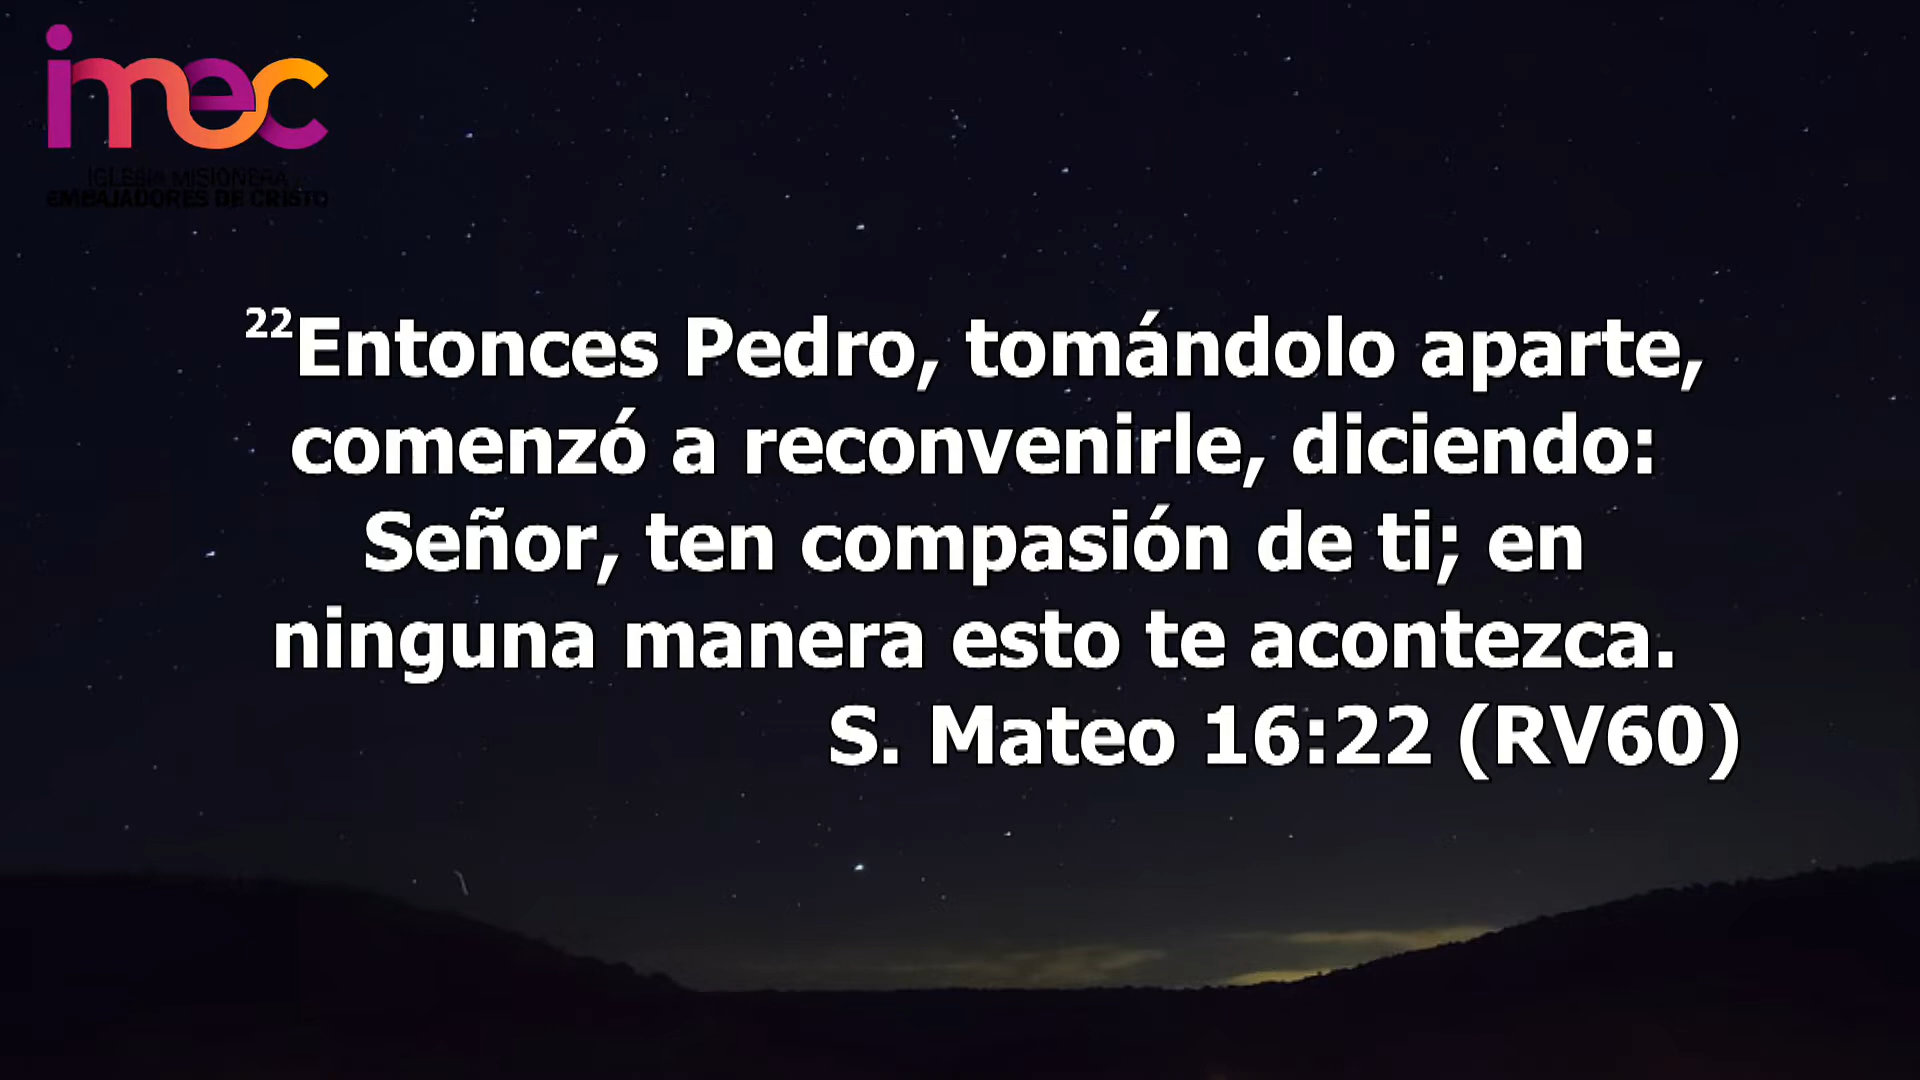 imec
IGLESIA MISIONERA
EMBAJADORES DE CRISTO
22Entonces Pedro, tomándolo aparte,
comenzó a reconvenirle, diciendo:
Señor, ten compasión de ti; en
ninguna manera esto te acontezca.
S. Mateo 16:22 (RV60)